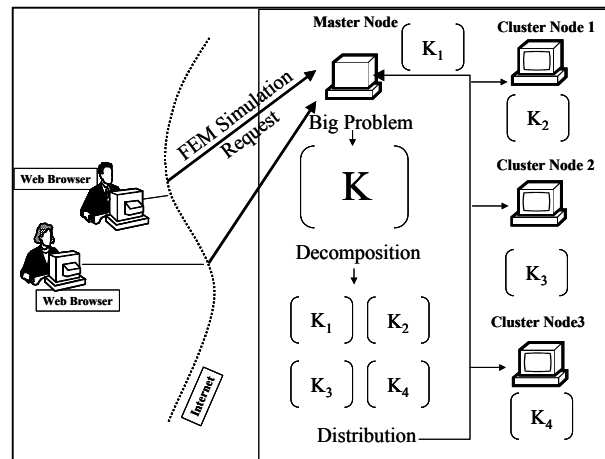 Master Node
K1
Cluster Node 1
K2
FEM Simulation
Request
Big Problem
K
Web Browser
Cluster Node 2
K3
Web Browser
Decomposition
K1
K2
K3
K4
Cluster Node3
K4
Internet
Distribution